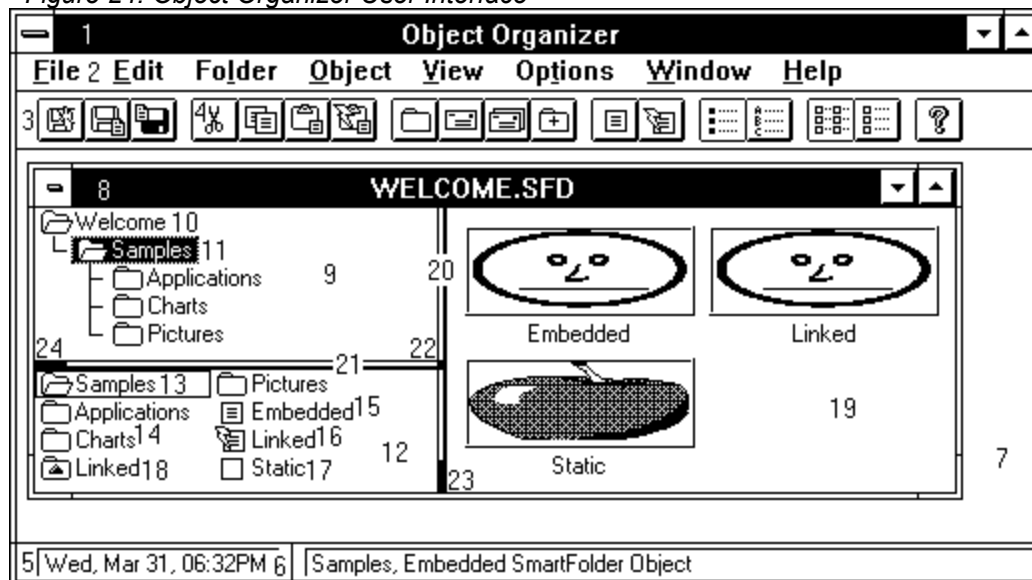 Figure 21. Object Organizer User Interface
1 Object Organizer
File 2 Edit Folder Object View Options Window Help
3 4
8 WELCOME.SFD
Welcome 10
Samples 11
Applications
Charts
Pictures
9
20
24
21
22
Samples 13
Applications
Charts 14
Linked 18
Pictures
Embedded 15
Linked 16
Static 17
12
23
Embedded
Linked
Static
19
7
5 Wed, Mar 31, 06:32PM 6 Samples, Embedded SmartFolder Object